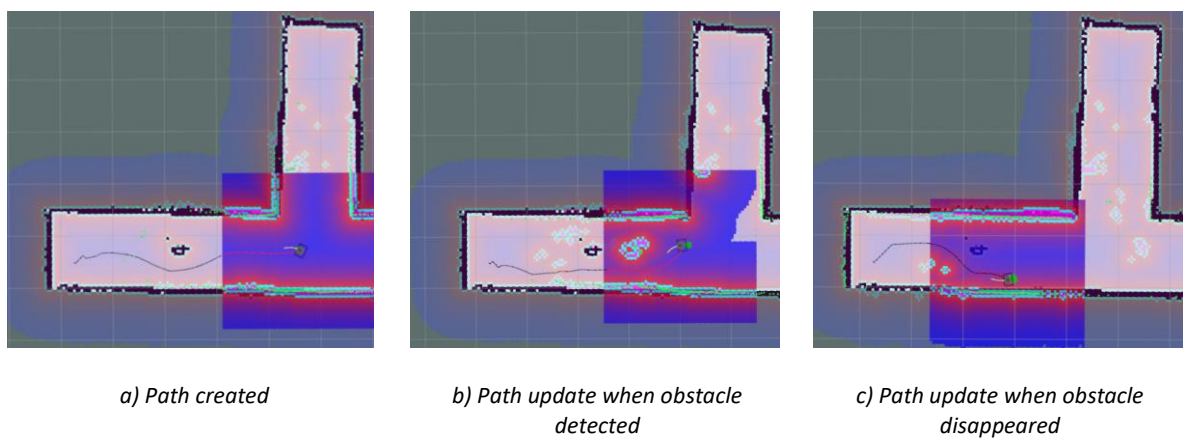 a) Path created
b) Path update when obstacle
detected
c) Path update when obstacle
disappeared